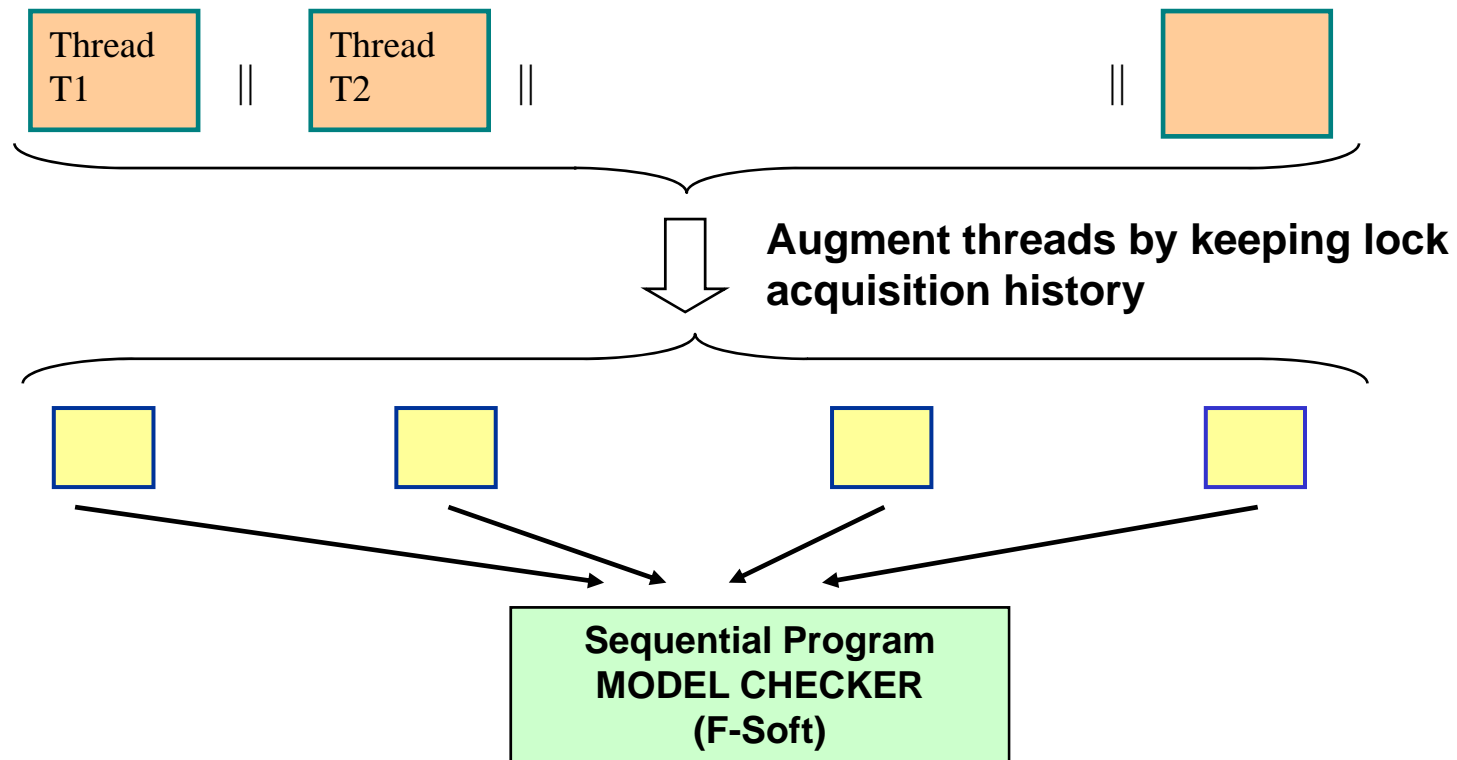 Thread
T1
||
Thread
T2
||
||
Augment threads by keeping lock
acquisition history
Sequential Program
MODEL CHECKER
(F-Soft)